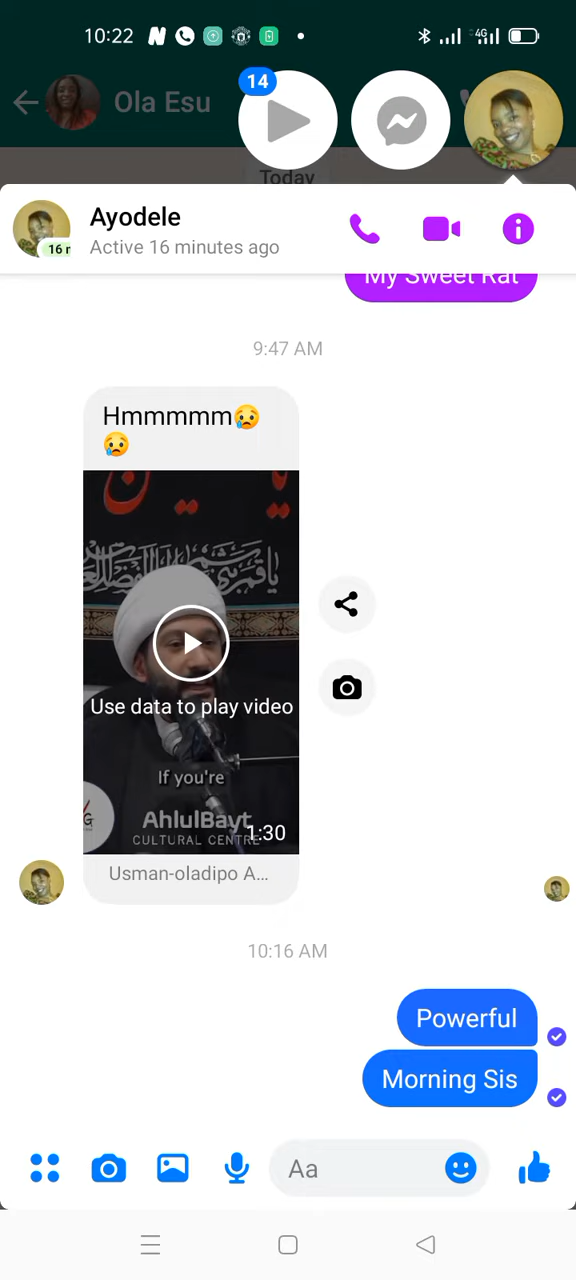 10:22
4G
Ola Esu
14
Today
Ayodele
16 m
Active 16 minutes ago
My Sweet Rat
9:47 AM
Hmmmmm😥
😥
Use data to play video
If you're
AhlulBayt
CULTURAL CENTRE
1:30
Usman-oladipo A...
10:16 AM
Powerful
Morning Sis
Aa